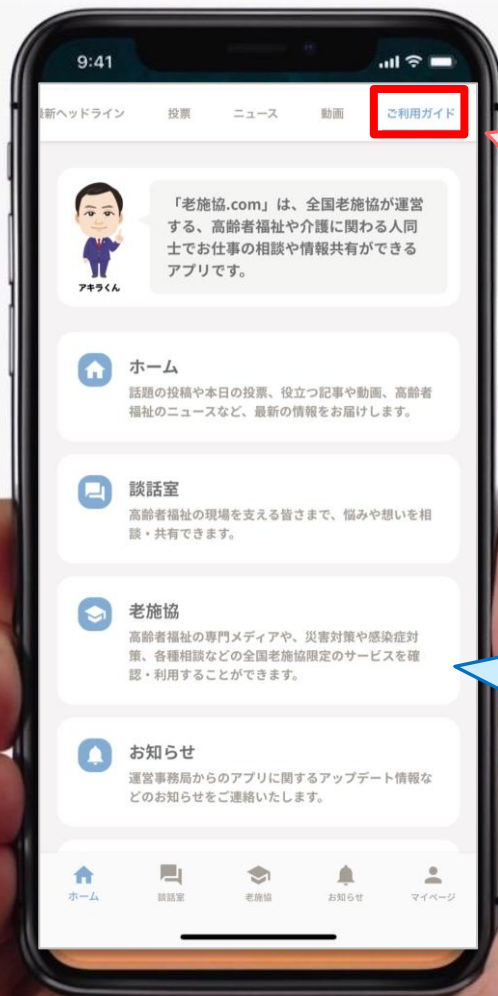 9:41
新ヘッドライン 投票 ニュース 動画 ご利用ガイド
「老施協.com」は、全国老施協が運営
する、高齢者福祉や介護に関わる人同
士でお仕事の相談や情報共有ができる
アプリです。
アキラくん
ホーム
話題の投稿や本日の投票、役立つ記事や動画、高齢者
福祉のニュースなど、最新の情報をお届けします。
談話室
高齢者福祉の現場を支える皆さまで、悩みや想いを相
談・共有できます。
老施協
高齢者福祉の専門メディアや、災害対策や感染症対
策、各種相談などの全国老施協限定のサービスを確
認・利用することができます。
お知らせ
運営事務局からのアプリに関するアップデート情報な
どのお知らせをご連絡いたします。
ホーム 談話室 老施協 お知らせ マイページ